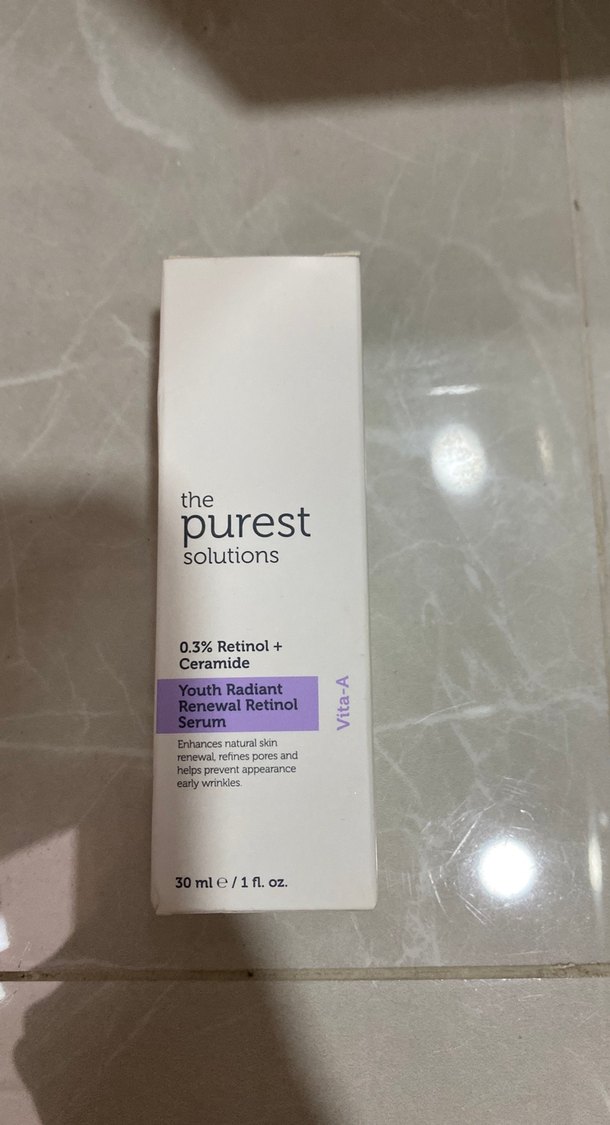 the
purest
solutions
0.3% Retinol +
Ceramide
Youth Radiant
Renewal Retinol
Serum
Vita-A
Enhances natural skin
renewal, refines pores and
helps prevent appearance
early wrinkles.
30 ml ℮ / 1 fl. oz.